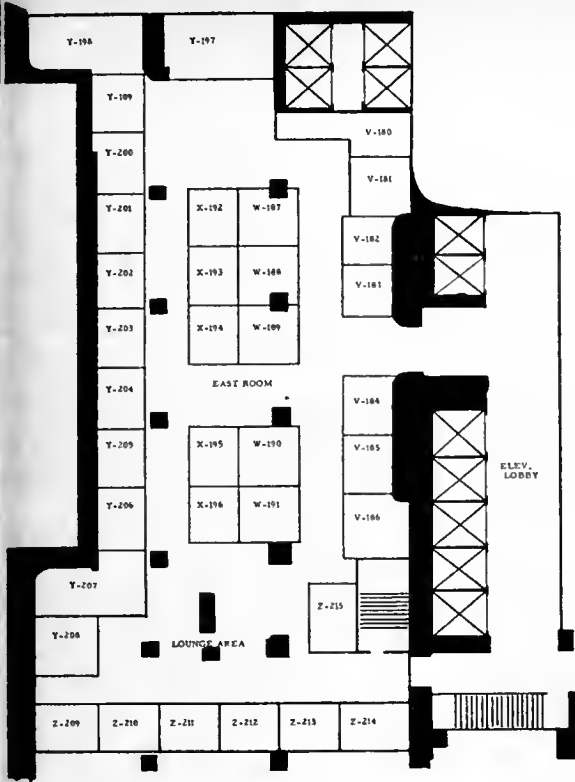 Y-198
Y-197
Y-109
V-180
Y-200
V-181
Y-201
X-192 W-187
V-182
Y-202
X-193 W-188
V-183
Y-203
X-194 W-189
EAST ROOM
Y-204
V-184
Y-205
X-195 W-190
V-185
ELEV.
LOBBY
Y-206
X-196 W-191
V-186
Y-207
Z-215
Y-208
LOUNGE AREA
Z-209 Z-210 Z-211 Z-212 Z-213 Z-214